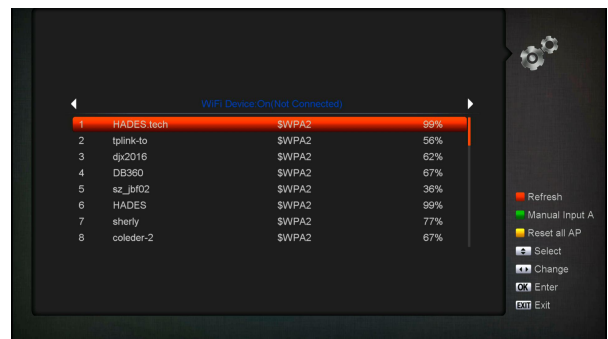 WiFi Device:On(Not Connected)
1 HADES.tech $WPA2 99%
2 tplink-to $WPA2 56%
3 djx2016 $WPA2 62%
4 DB360 $WPA2 67%
5 sz_jbf02 $WPA2 36%
6 HADES $WPA2 99%
7 sherly $WPA2 77%
8 coleder-2 $WPA2 67%
Refresh
Manual Input A
Reset all AP
Select
Change
OK Enter
EXIT Exit